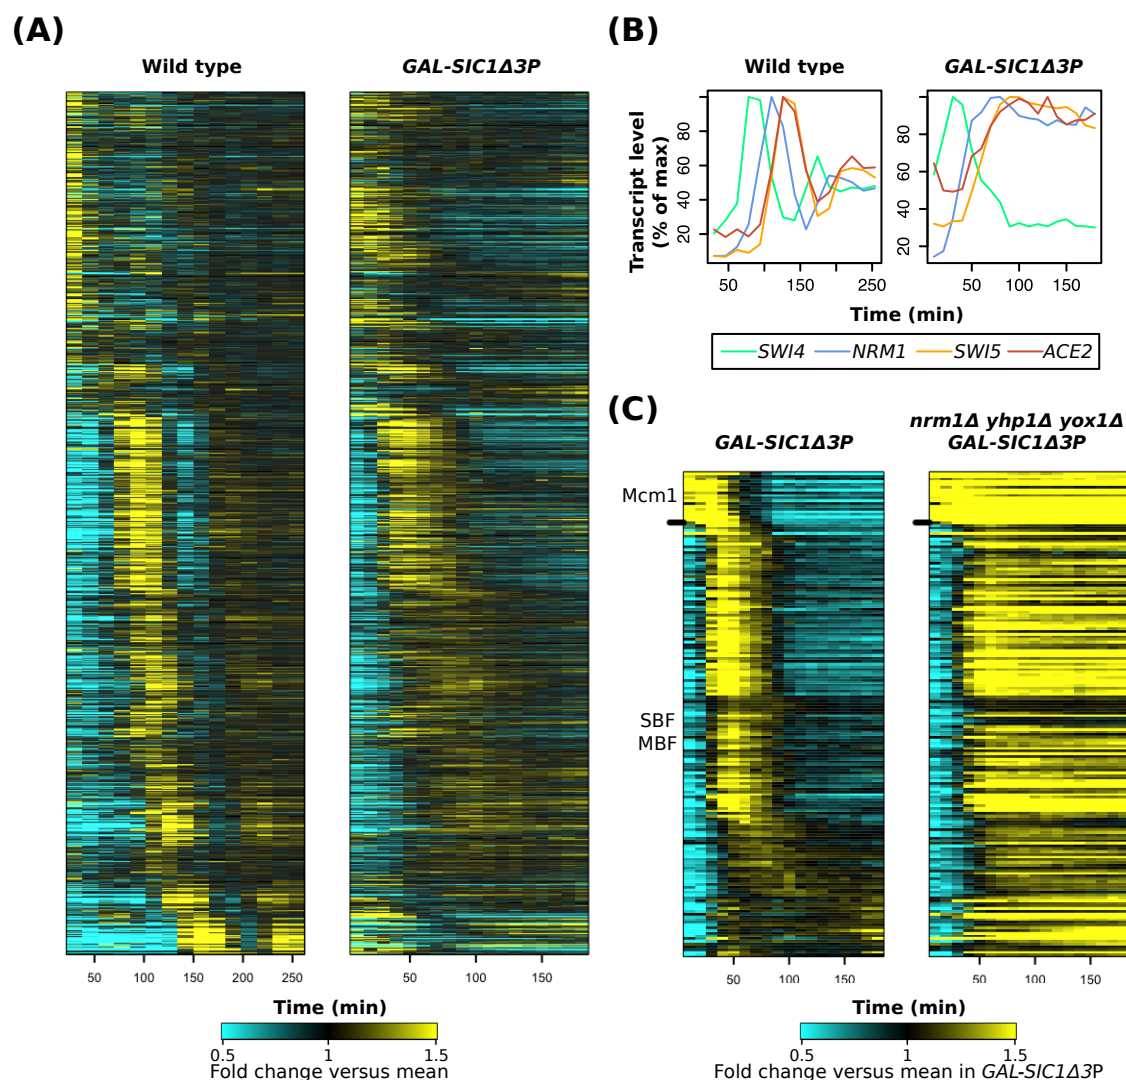 (A)
Wild type
GAL-SIC1Δ3P
50 100 150 200 250
50 100 150
Time (min)
0.5 1 1.5
Fold change versus mean
(B)
Wild type
GAL-SIC1Δ3P
Transcript level
(% of max)
20 40 60 80
20 40 60 80
50 150 250
50 100 150
Time (min)
SWI4 NRM1 SWI5 ACE2
(C)
GAL-SIC1Δ3P
nrm1Δ yhp1Δ yox1Δ
GAL-SIC1Δ3P
Mcm1
SBF
MBF
50 100 150
50 100 150
Time (min)
0.5 1 1.5
Fold change versus mean in GAL-SIC1Δ3P